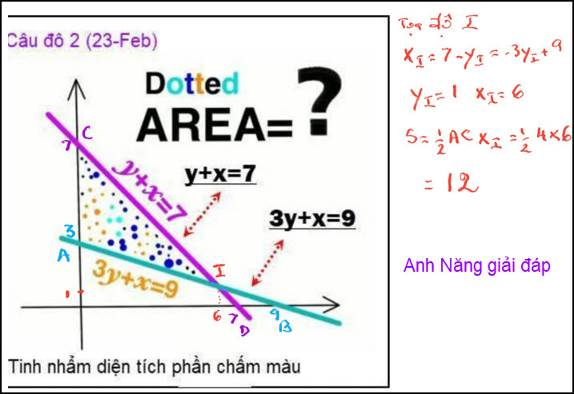 Câu đô 2 (23-Feb)
Dotted
AREA= ?
C
7
y+x=7
y+x=7
3y+x=9
3
A
3y+x=9
I
1
6
7
D
9
B
Tinh nhẩm diện tích phần chấm màu
Tọa độ I
x_I = 7 - y_I = -3y_I + 9
y_I = 1 x_I = 6
S = ½ AC x_I = ½ 4 x 6
= 12
Anh Năng giải đáp